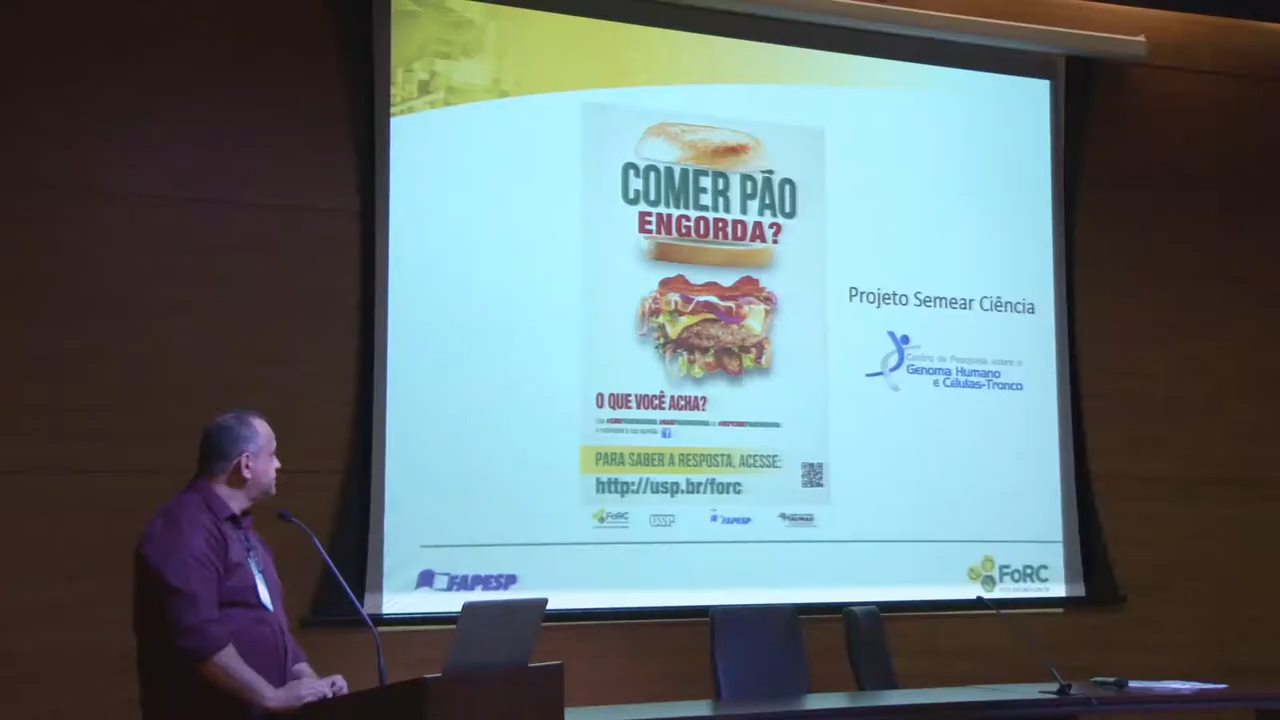 COMER PÃO
ENGORDA?
O QUE VOCÊ ACHA?
PARA SABER A RESPOSTA, ACESSE:
http://usp.br/forc
FoRC
FAPESP
Projeto Semear Ciência
Centro de Pesquisa sobre o
Genoma Humano
e Células-Tronco
FAPESP
FoRC